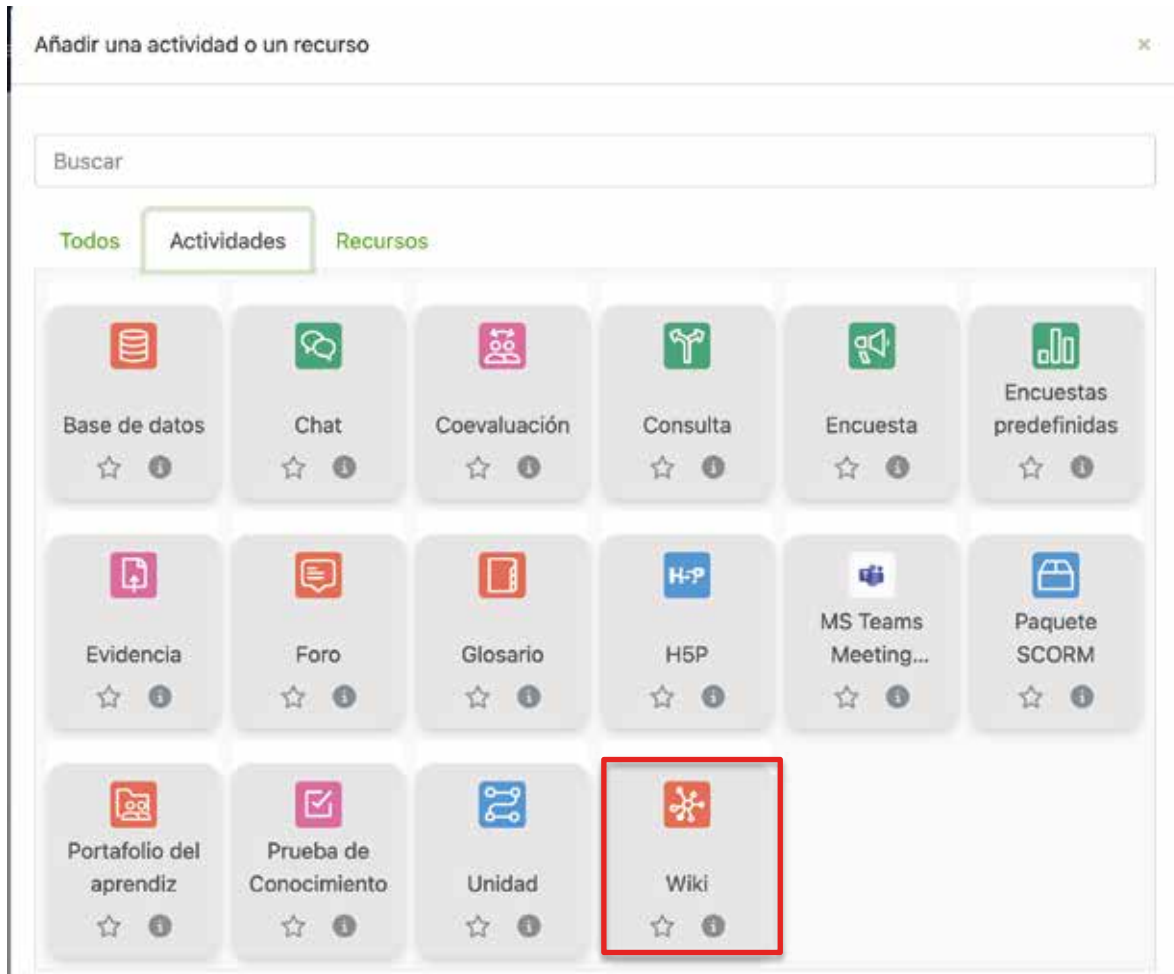 Añadir una actividad o un recurso
×
Buscar
Todos Actividades Recursos
Base de datos
Chat
Coevaluación
Consulta
Encuesta
Encuestas
predefinidas
Evidencia
Foro
Glosario
H-P
H5P
MS Teams
Meeting...
Paquete
SCORM
Portafolio del
aprendiz
Prueba de
Conocimiento
Unidad
Wiki